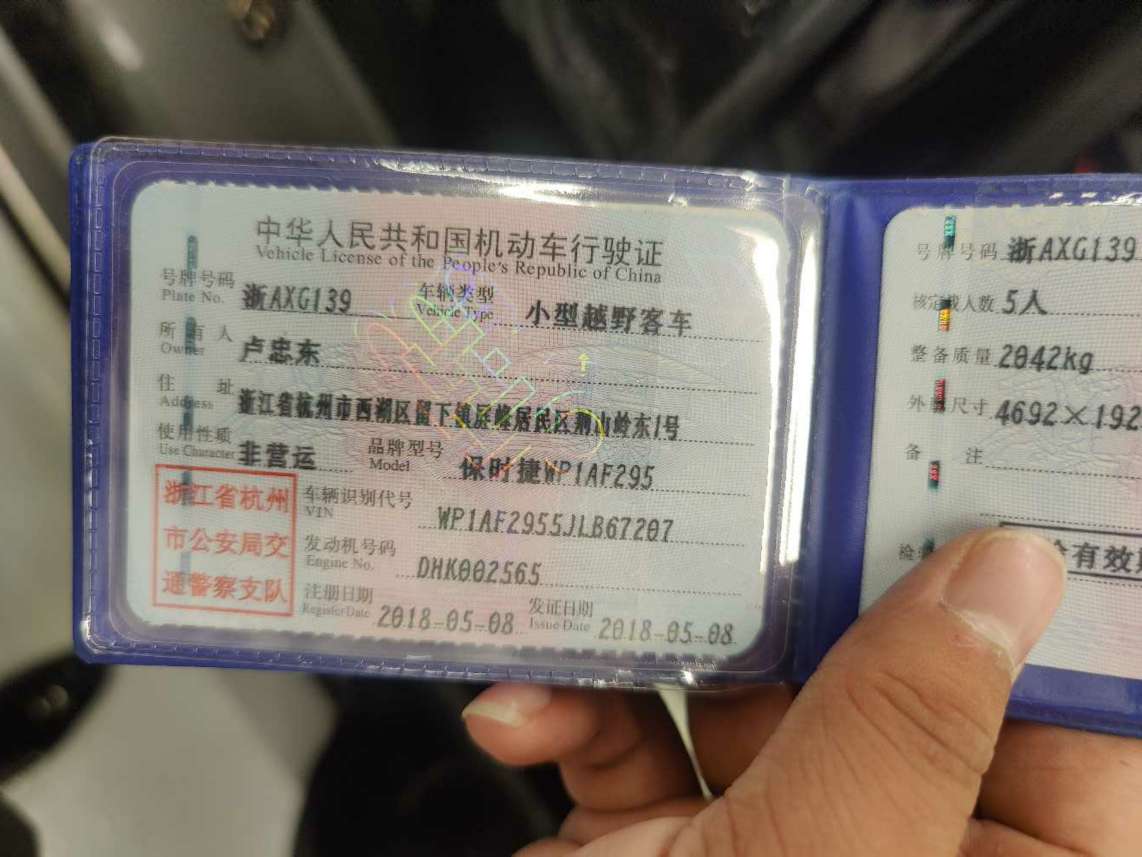 中华人民共和国机动车行驶证
Vehicle License of the People's Republic of China
号牌号码 浙AXG139 车辆类型 小型越野客车
Plate No. Vehicle Type
所有人 卢忠东
Owner
住址 浙江省杭州市西湖区留下镇屏峰居民区荆山岭东1号
Address
使用性质 非营运 品牌型号 保时捷WP1AF295
Use Character Model
浙江省杭州
市公安局交
通警察支队
车辆识别代号 WP1AF2955JLB67207
VIN
发动机号码 DHK002565
Engine No.
注册日期 2018-05-08 发证日期 2018-05-08
Register Date Issue Date
号牌号码 浙AXG139
核定载人数 5人
整备质量 2042kg
外廓尺寸 4692×192
备注
有效